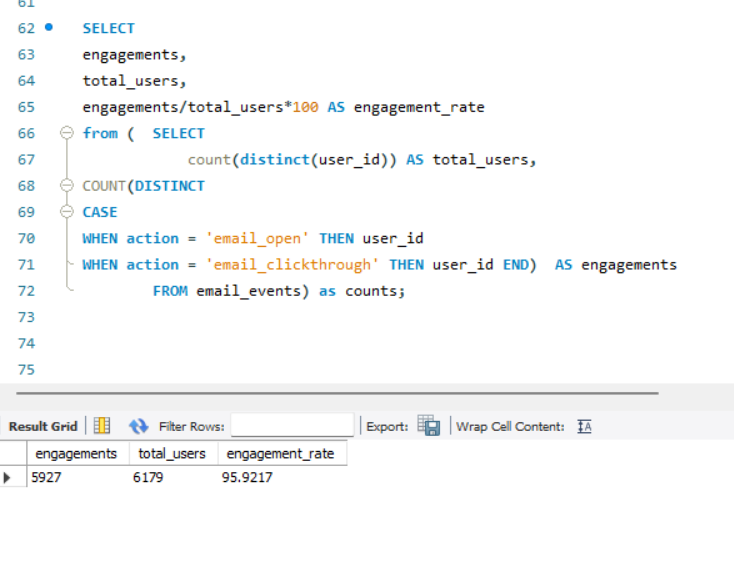 61
62 SELECT
63 engagements,
64 total_users,
65 engagements/total_users*100 AS engagement_rate
66 from ( SELECT
67 count(distinct(user_id)) AS total_users,
68 COUNT(DISTINCT
69 CASE
70 WHEN action = 'email_open' THEN user_id
71 WHEN action = 'email_clickthrough' THEN user_id END) AS engagements
72 FROM email_events) as counts;
73
74
75
Result Grid Filter Rows: Export: Wrap Cell Content: IA
engagements total_users engagement_rate
5927 6179 95.9217